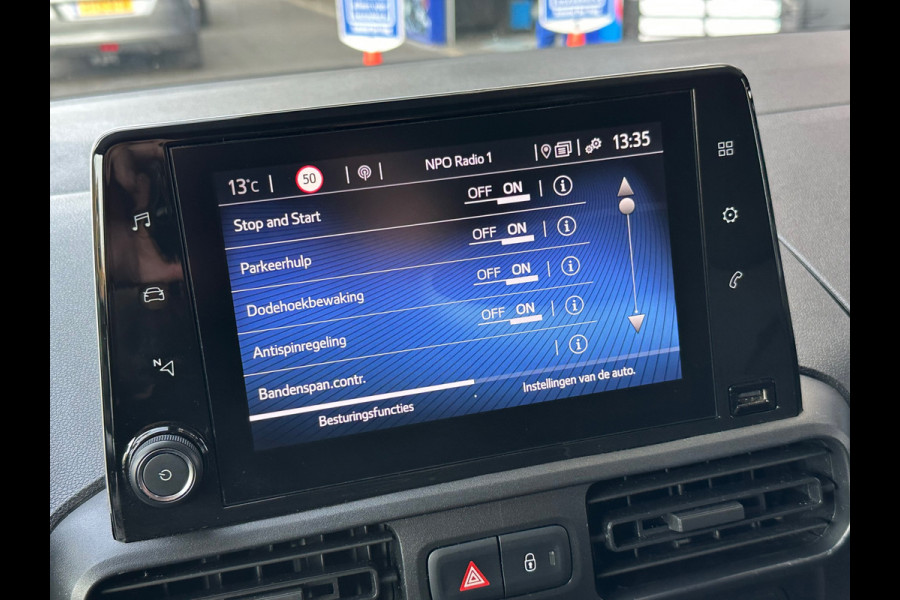 13°C 50 NPO Radio 1 13:35
Stop and Start OFF ON
Parkeerhulp OFF ON
Dodehoekbewaking OFF ON
Antispinregeling OFF ON
Bandenspan.contr.
Besturingsfuncties Instellingen van de auto.
N